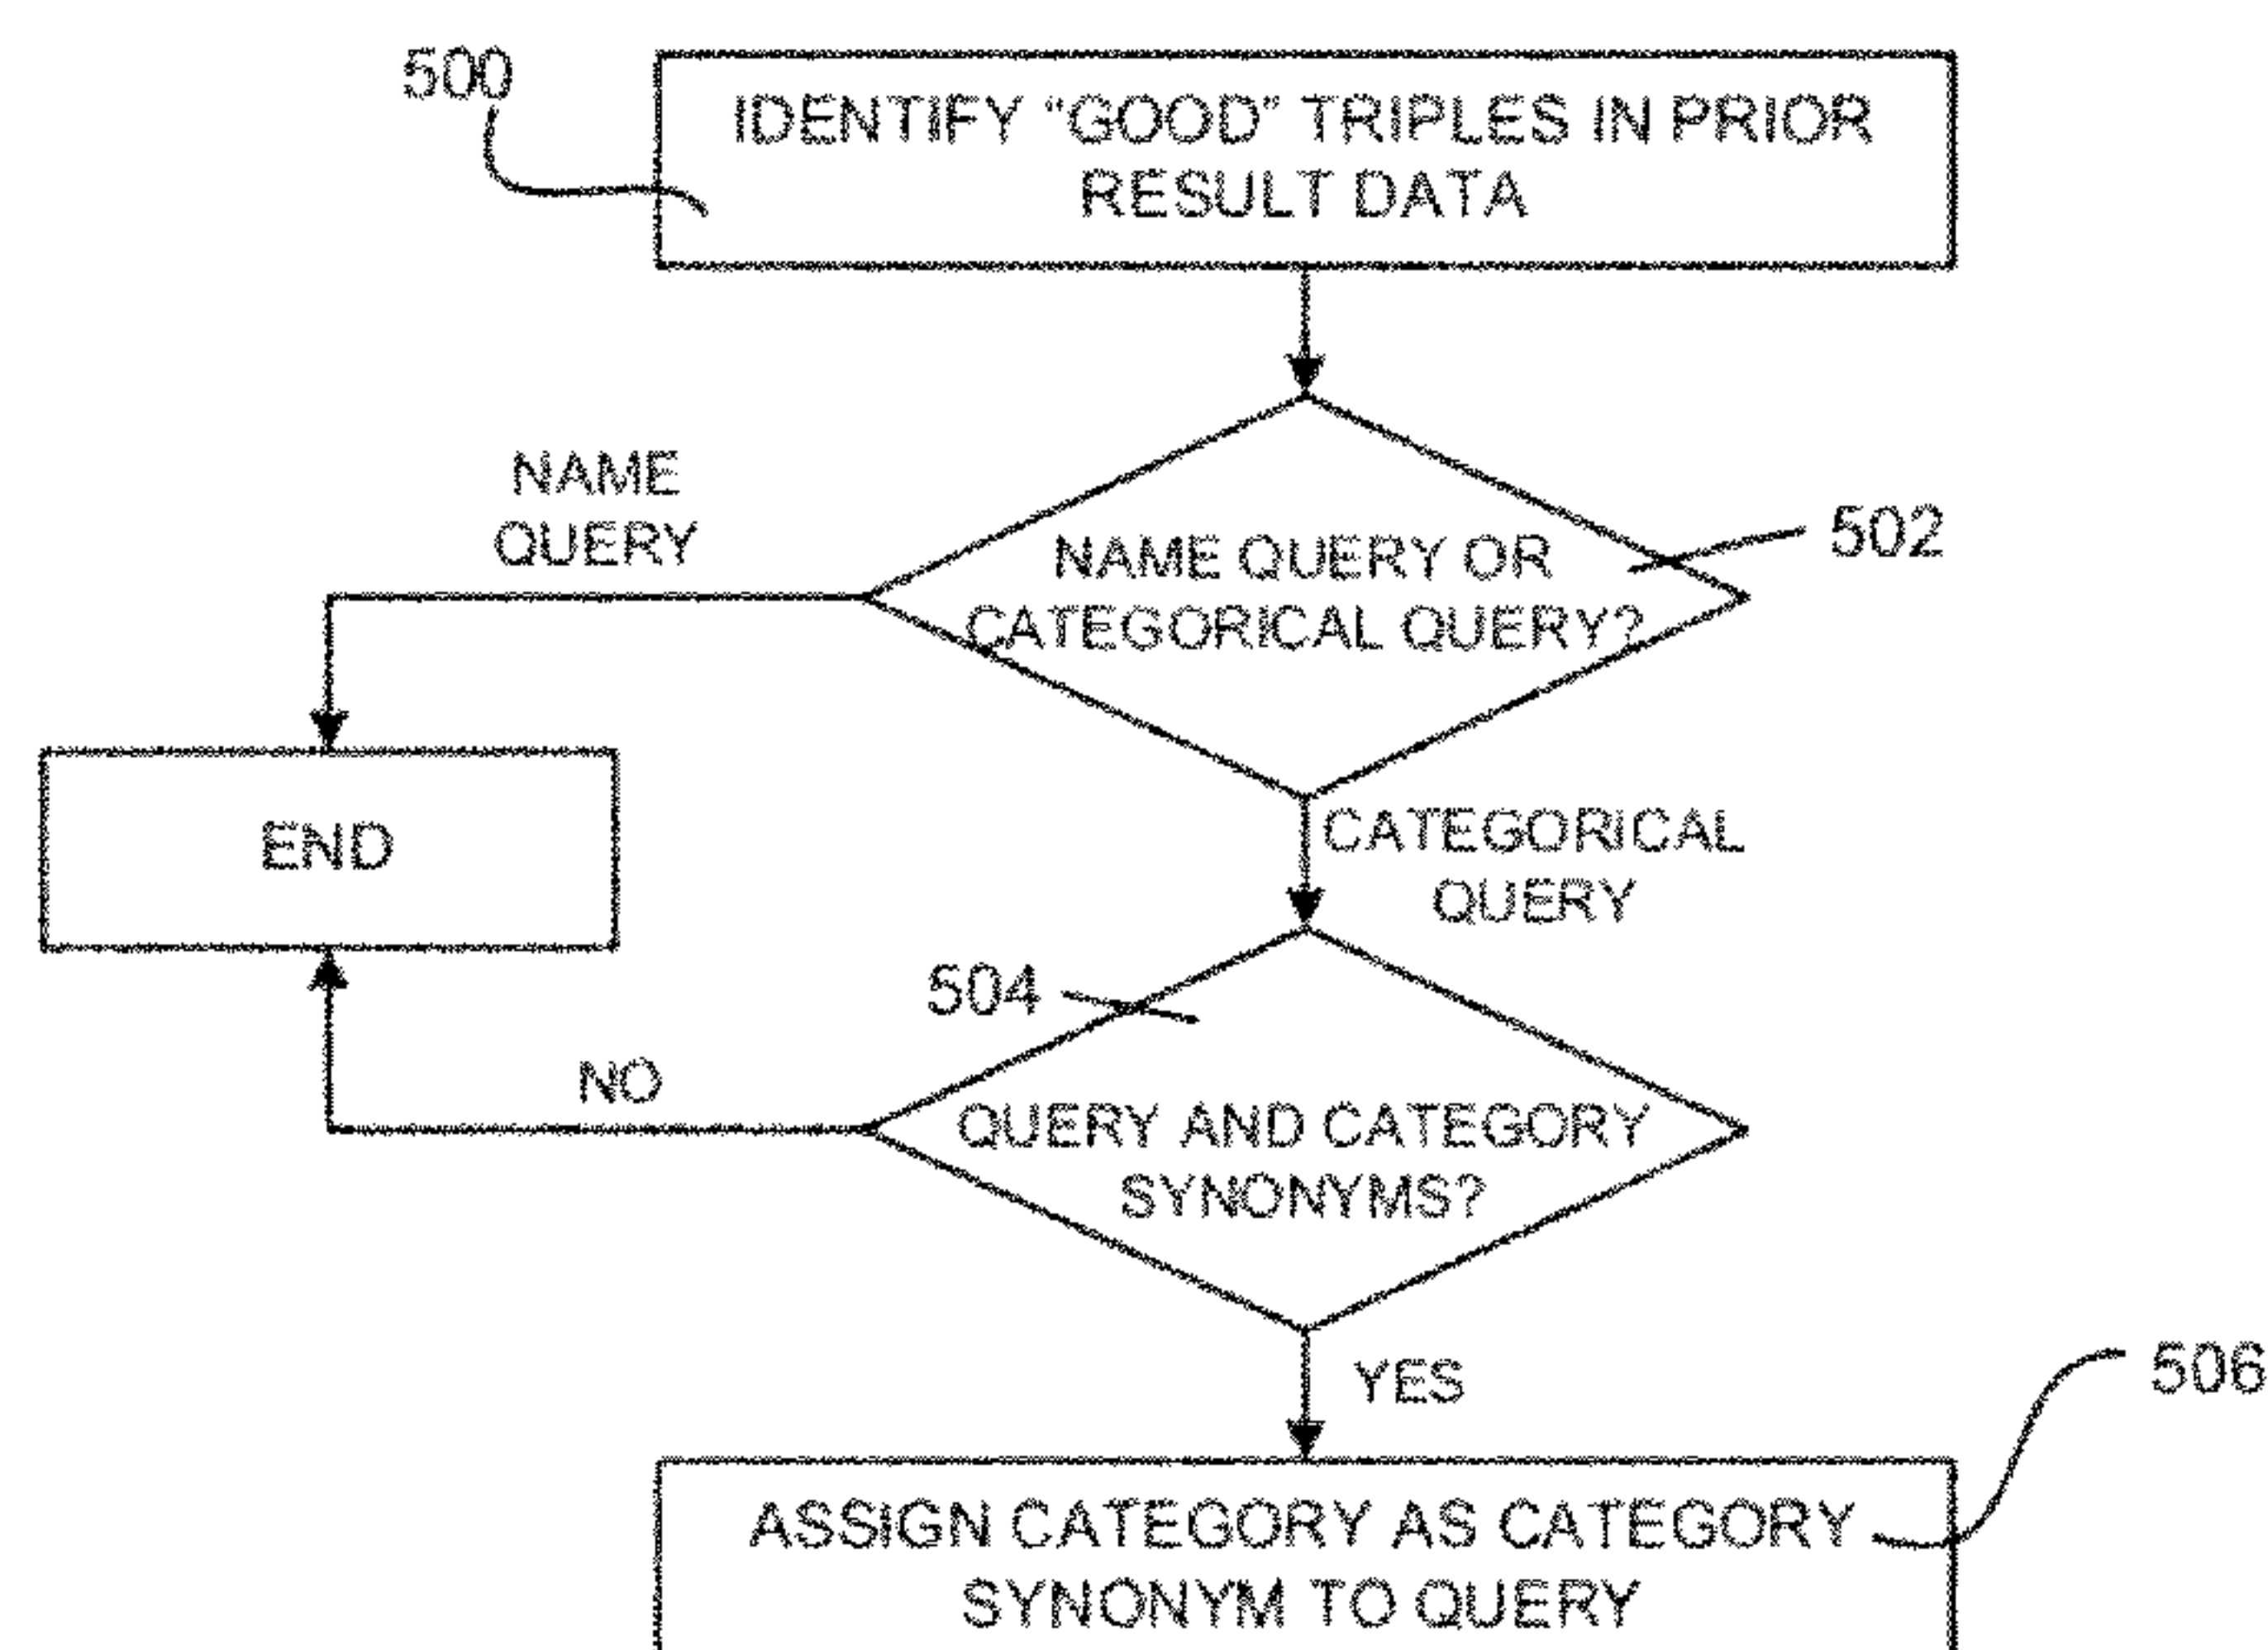 500
IDENTIFY “GOOD” TRIPLES IN PRIOR
RESULT DATA
NAME
QUERY
502
NAME QUERY OR
CATEGORICAL QUERY?
END
CATEGORICAL
QUERY
504
NO
QUERY AND CATEGORY
SYNONYMS?
YES
506
ASSIGN CATEGORY AS CATEGORY
SYNONYM TO QUERY